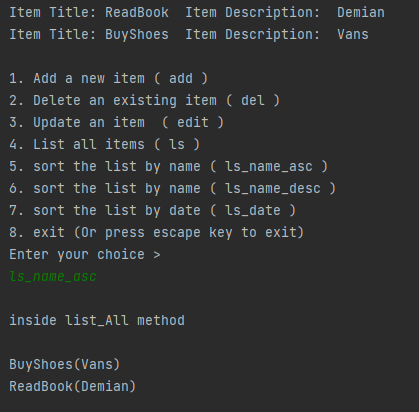 Item Title: ReadBook  Item Description:  Demian
Item Title: BuyShoes  Item Description:  Vans
1. Add a new item ( add )
2. Delete an existing item ( del )
3. Update an item  ( edit )
4. List all items ( ls )
5. sort the list by name ( ls_name_asc )
6. sort the list by name ( ls_name_desc )
7. sort the list by date ( ls_date )
8. exit (Or press escape key to exit)
Enter your choice >
ls_name_asc
inside list_All method
BuyShoes(Vans)
ReadBook(Demian)